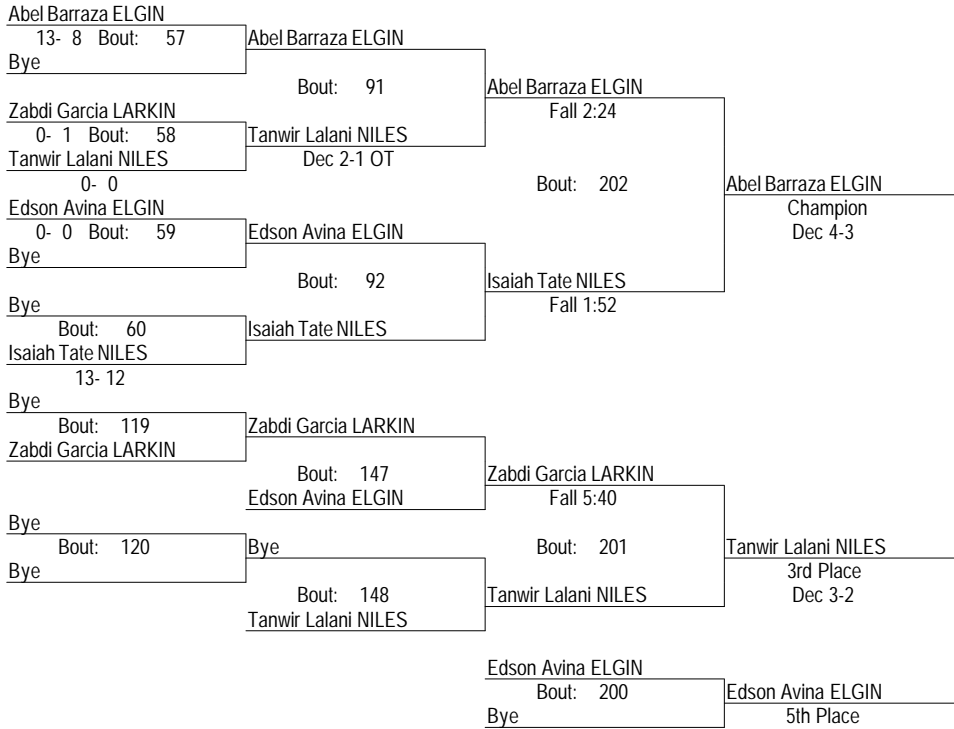 Abel Barraza ELGIN
13- 8 Bout: 57
Abel Barraza ELGIN
Bye
Bout: 91
Abel Barraza ELGIN
Fall 2:24
Zabdi Garcia LARKIN
0- 1 Bout: 58
Tanwir Lalani NILES
Tanwir Lalani NILES
Dec 2-1 OT
0- 0
Bout: 202
Abel Barraza ELGIN
Champion
Dec 4-3
Edson Avina ELGIN
0- 0 Bout: 59
Edson Avina ELGIN
Bye
Bout: 92
Isaiah Tate NILES
Fall 1:52
Bye
Bout: 60
Isaiah Tate NILES
Isaiah Tate NILES
13- 12
Bye
Bout: 119
Zabdi Garcia LARKIN
Zabdi Garcia LARKIN
Bout: 147
Zabdi Garcia LARKIN
Fall 5:40
Edson Avina ELGIN
Bye
Bout: 120
Bye
Bye
Bout: 201
Tanwir Lalani NILES
3rd Place
Dec 3-2
Bout: 148
Tanwir Lalani NILES
Tanwir Lalani NILES
Edson Avina ELGIN
Bout: 200
Edson Avina ELGIN
Bye
5th Place